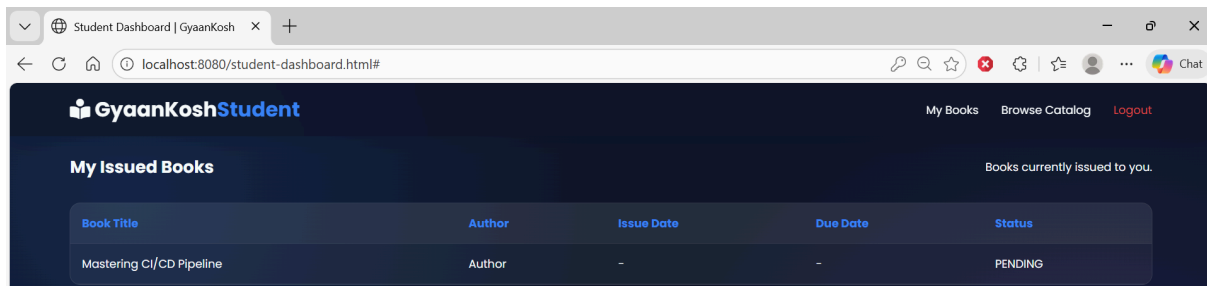 Student Dashboard | GyaanKosh
localhost:8080/student-dashboard.html#
Chat
GyaanKoshStudent
My Books Browse Catalog Logout
My Issued Books
Books currently issued to you.
Book Title Author Issue Date Due Date Status
Mastering CI/CD Pipeline Author - - PENDING